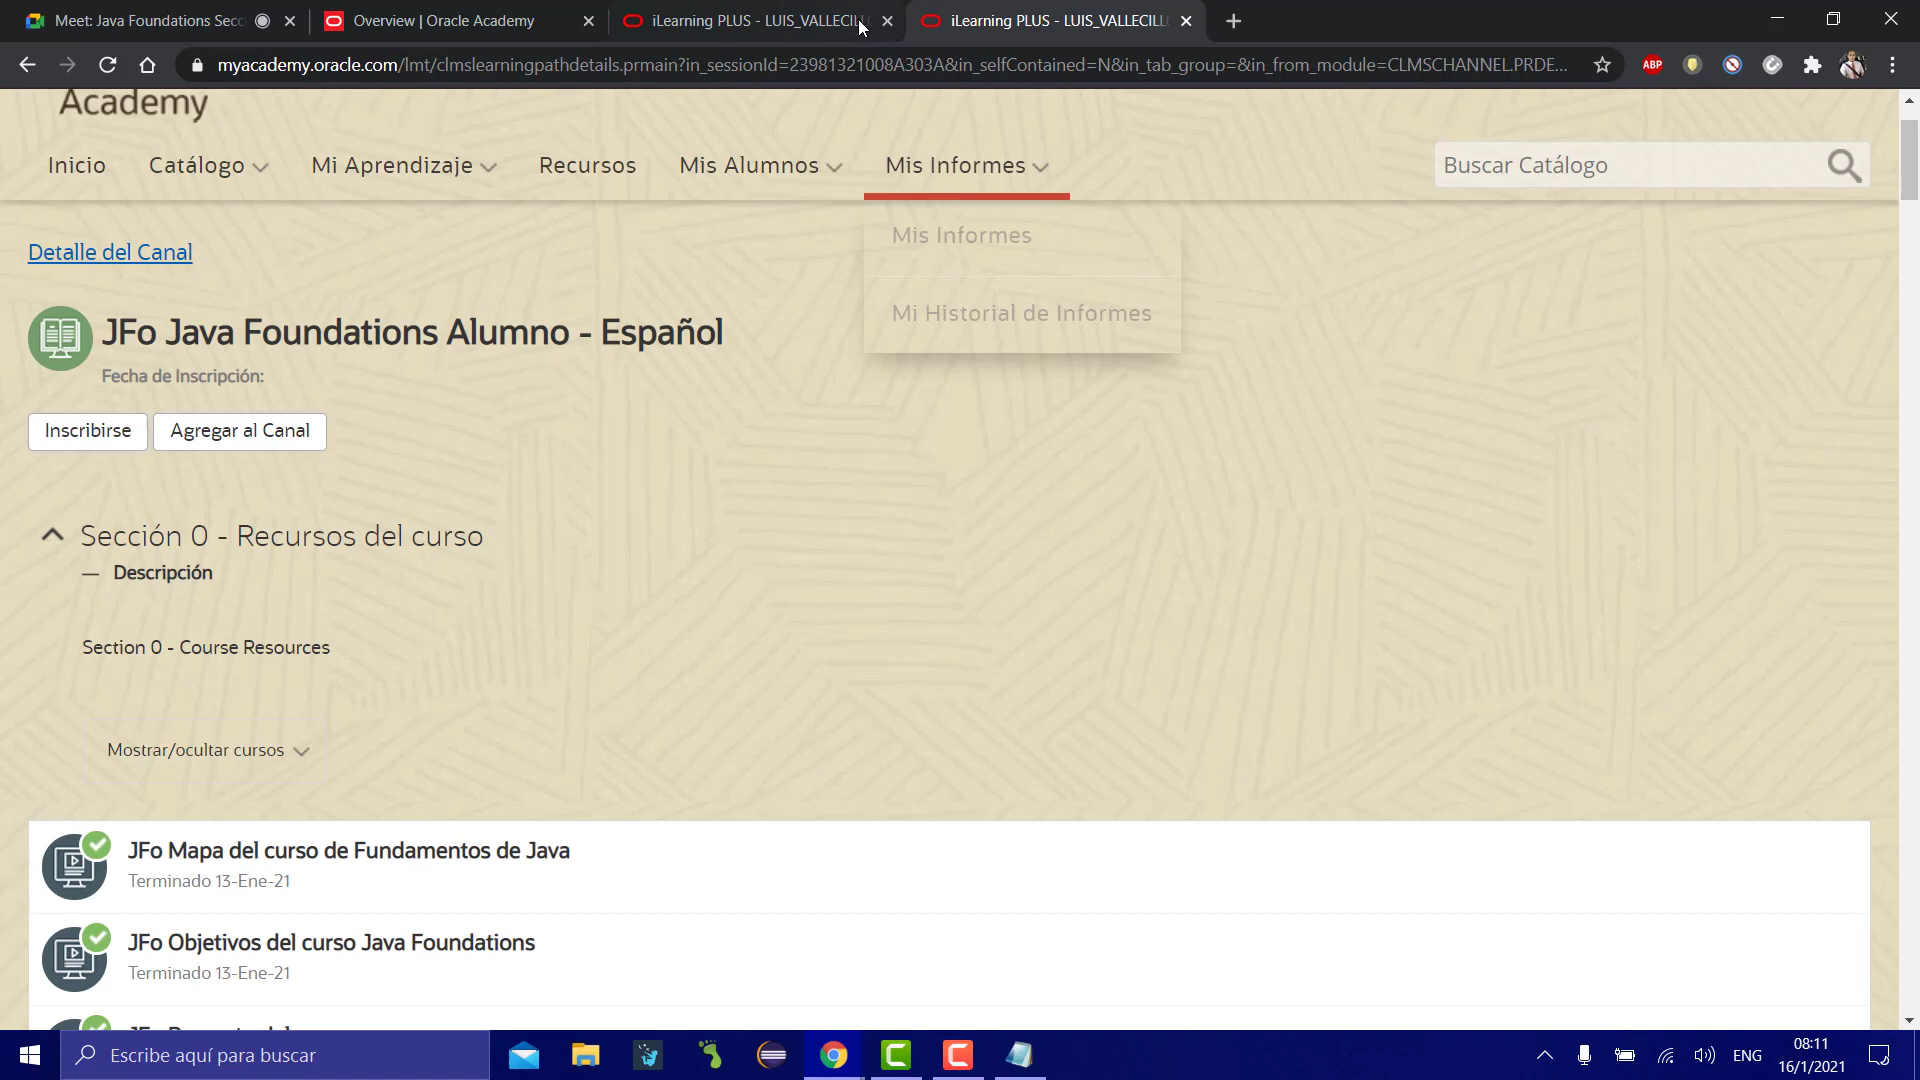 Meet: Java Foundations Secc
Overview | Oracle Academy
iLearning PLUS - LUIS_VALLECILL
iLearning PLUS - LUIS_VALLECILL
myacademy.oracle.com/lmt/clmslearningpathdetails.prmain?in_sessionId=23981321008A303A&in_selfContained=N&in_tab_group=&in_from_module=CLMSCHANNEL.PRDE...
ABP
Academy
Inicio
Catálogo
Mi Aprendizaje
Recursos
Mis Alumnos
Mis Informes
Buscar Catálogo
Mis Informes
Mi Historial de Informes
Detalle del Canal
JFo Java Foundations Alumno - Español
Fecha de Inscripción:
Inscribirse
Agregar al Canal
Sección 0 - Recursos del curso
— Descripción
Section 0 - Course Resources
Mostrar/ocultar cursos
JFo Mapa del curso de Fundamentos de Java
Terminado 13-Ene-21
JFo Objetivos del curso Java Foundations
Terminado 13-Ene-21
Escribe aquí para buscar
ENG
08:11
16/1/2021